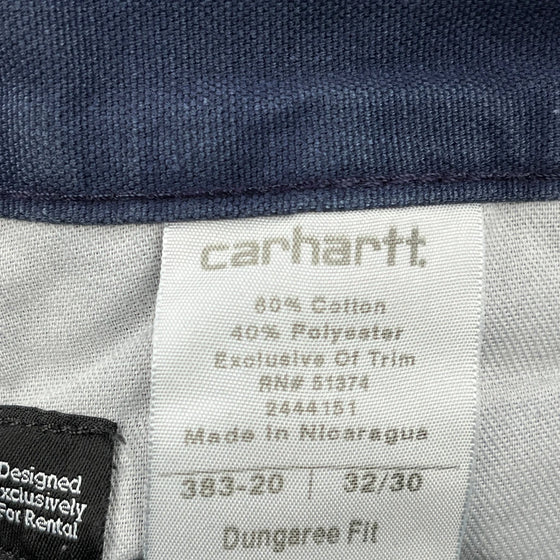 carhartt.
60% Cotton
40% Polyester
Exclusive Of Trim
RN# 51374
2444151
Made In Nicaragua
383-20 | 32/30
Dungaree Fit
Designed
Exclusively
For Rental